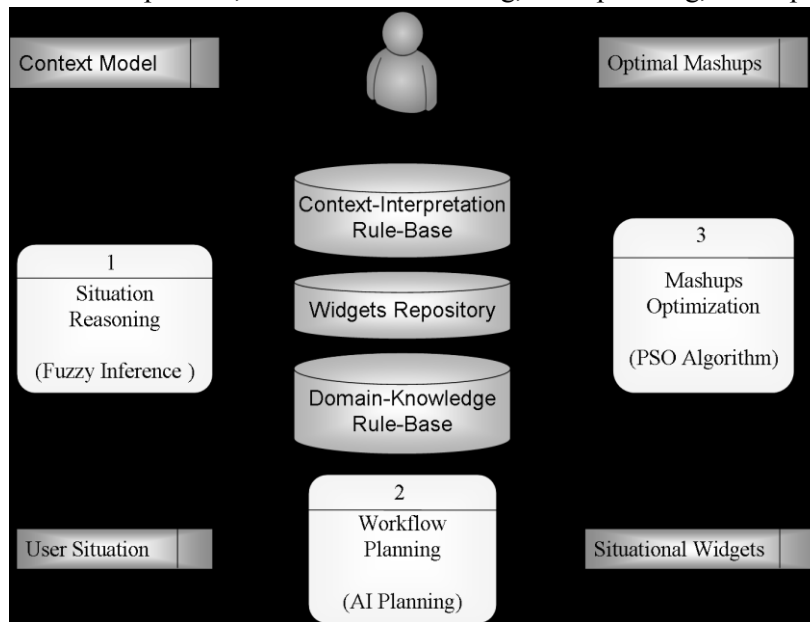 Context Model
Optimal Mashups
Context-Interpretation
Rule-Base
1
Situation
Reasoning
(Fuzzy Inference )
Widgets Repository
3
Mashups
Optimization
(PSO Algorithm)
Domain-Knowledge
Rule-Base
2
Workflow
Planning
(AI Planning)
User Situation
Situational Widgets